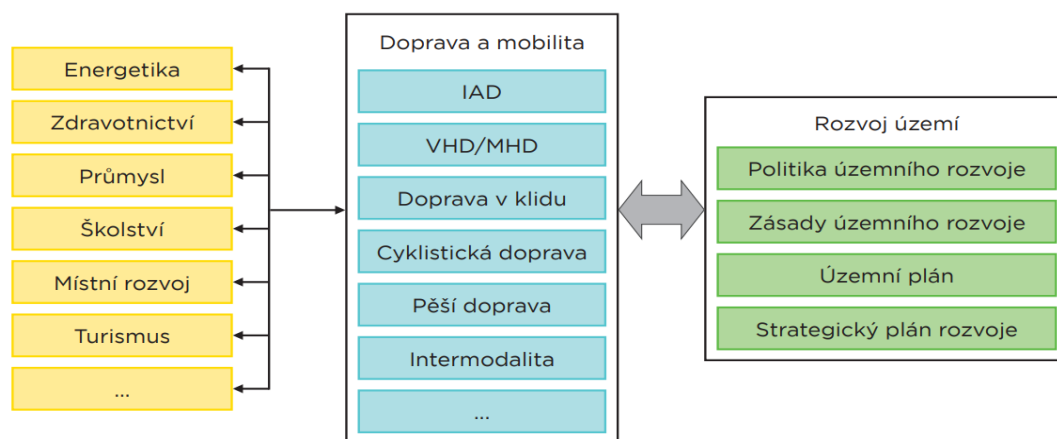 Energetika
Zdravotnictví
Průmysl
Školství
Místní rozvoj
Turismus
...
Doprava a mobilita
IAD
VHD/MHD
Doprava v klidu
Cyklistická doprava
Pěší doprava
Intermodalita
...
Rozvoj území
Politika územního rozvoje
Zásady územního rozvoje
Územní plán
Strategický plán rozvoje